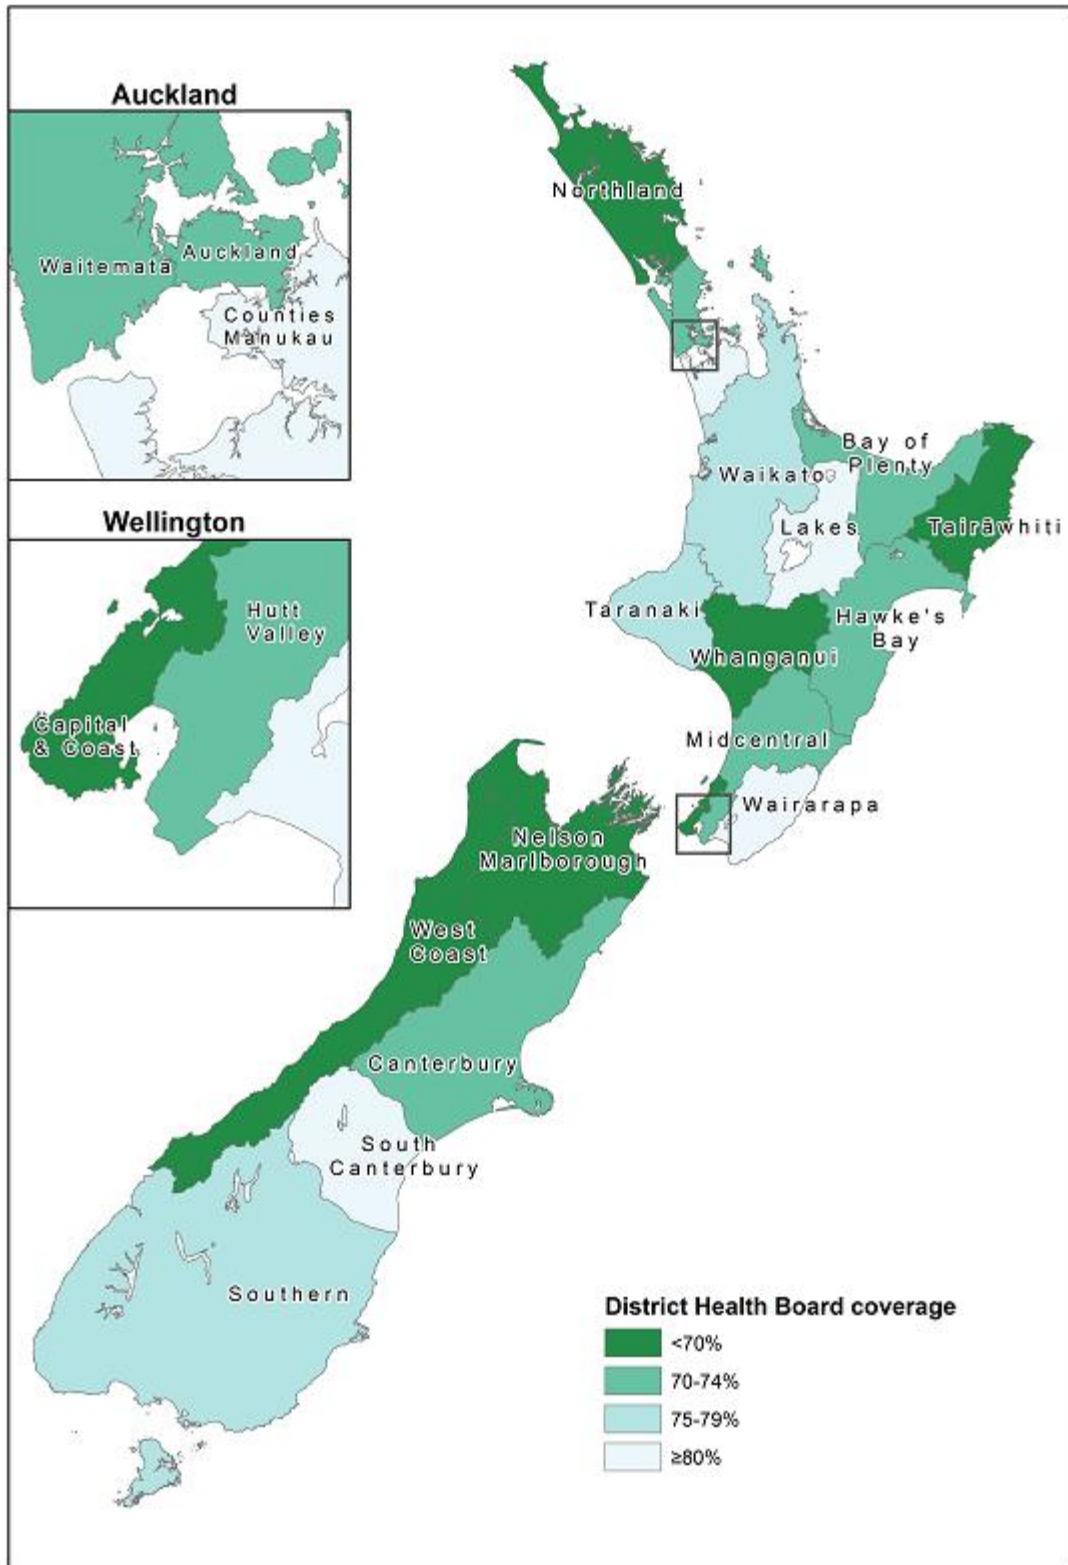 Auckland
Waitemata
Auckland
Counties
Manukau
Wellington
Hutt
Valley
Capital
& Coast
Northland
Bay of
Plenty
Waikato
Lakes
Tairāwhiti
Taranaki
Hawke's
Bay
Whanganui
Midcentral
Wairarapa
Nelson
Marlborough
West
Coast
Canterbury
South
Canterbury
Southern
District Health Board coverage
<70%
70-74%
75-79%
≥80%